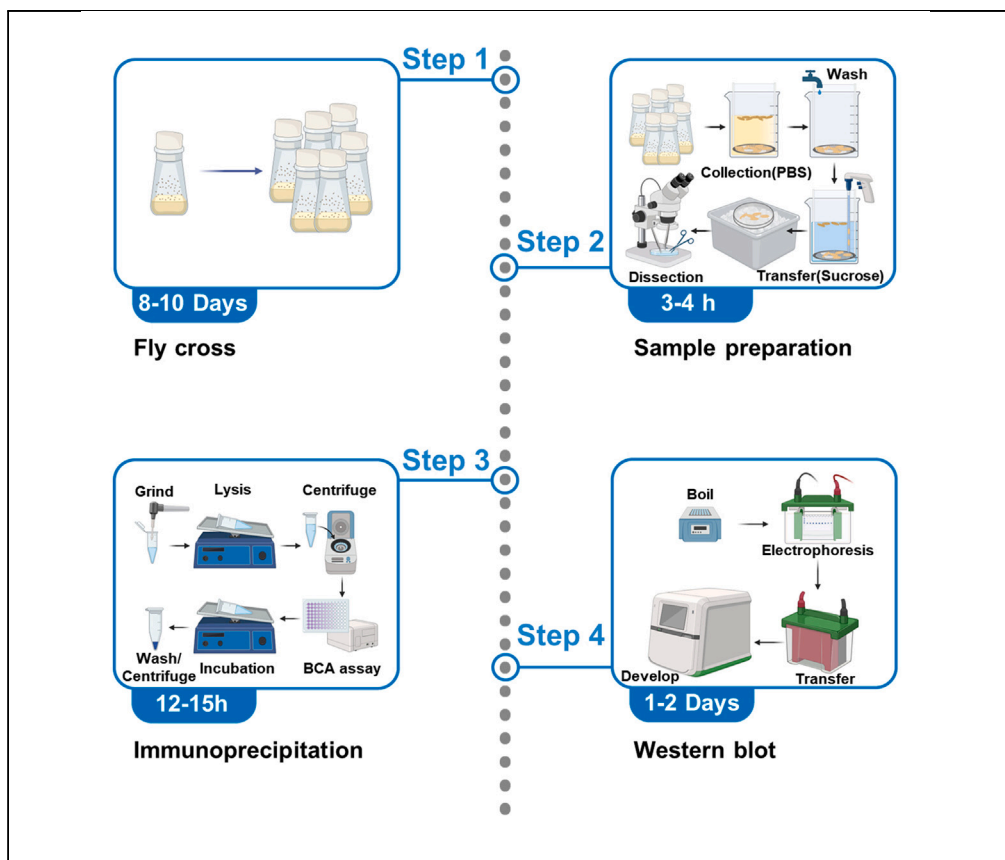 Step 1
8-10 Days
Fly cross
Step 2
Wash
Collection(PBS)
Dissection
Transfer(Sucrose)
3-4 h
Sample preparation
Step 3
Grind
Lysis
Centrifuge
Wash/
Centrifuge
Incubation
BCA assay
12-15h
Immunoprecipitation
Step 4
Boil
Electrophoresis
Develop
Transfer
1-2 Days
Western blot